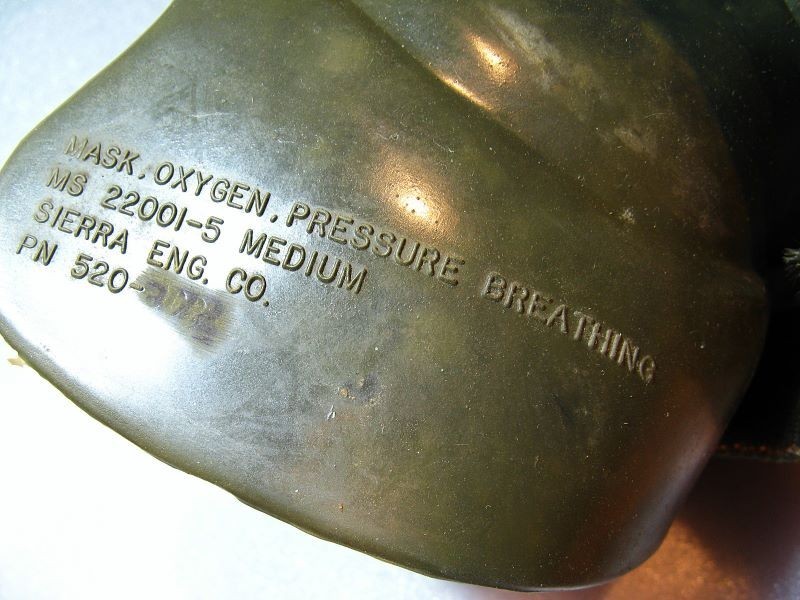 MASK, OXYGEN, PRESSURE BREATHING
MS 22001-5 MEDIUM
SIERRA ENG. CO.
PN 520-